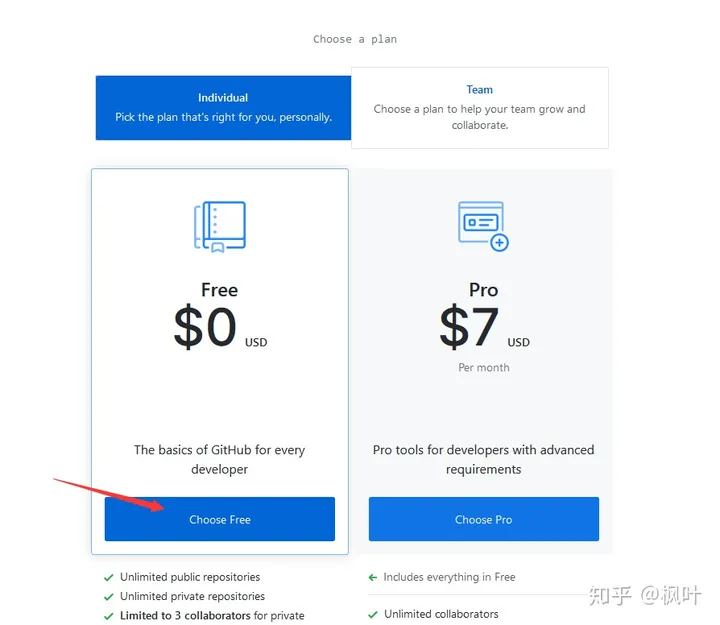 Choose a plan
Individual
Pick the plan that's right for you, personally.
Team
Choose a plan to help your team grow and
collaborate.
Free
$0 USD
The basics of GitHub for every
developer
Choose Free
Unlimited public repositories
Unlimited private repositories
Limited to 3 collaborators for private
Pro
$7 USD
Per month
Pro tools for developers with advanced
requirements
Choose Pro
Includes everything in Free
Unlimited collaborators
知乎 @枫叶